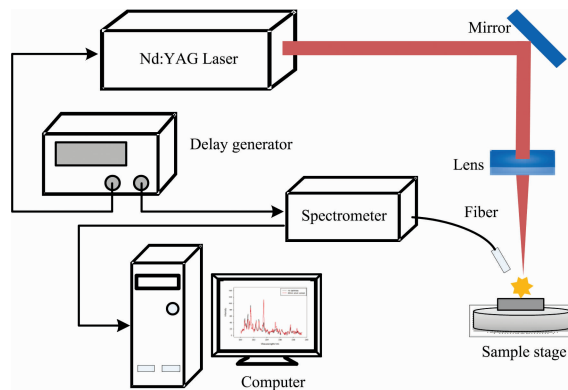 Mirror
Nd:YAG Laser
Delay generator
Lens
Fiber
Spectrometer
Sample stage
Computer